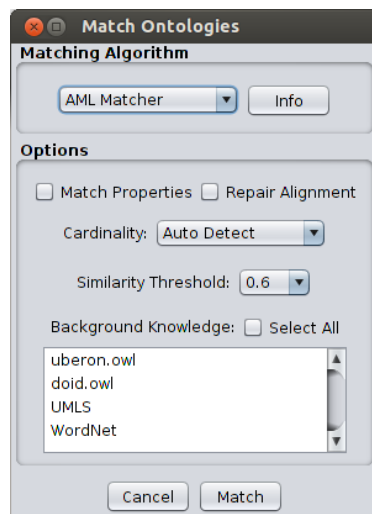 Match Ontologies
Matching Algorithm
AML Matcher Info
Options
Match Properties Repair Alignment
Cardinality: Auto Detect
Similarity Threshold: 0.6
Background Knowledge: Select All
uberon.owl
doid.owl
UMLS
WordNet
Cancel Match